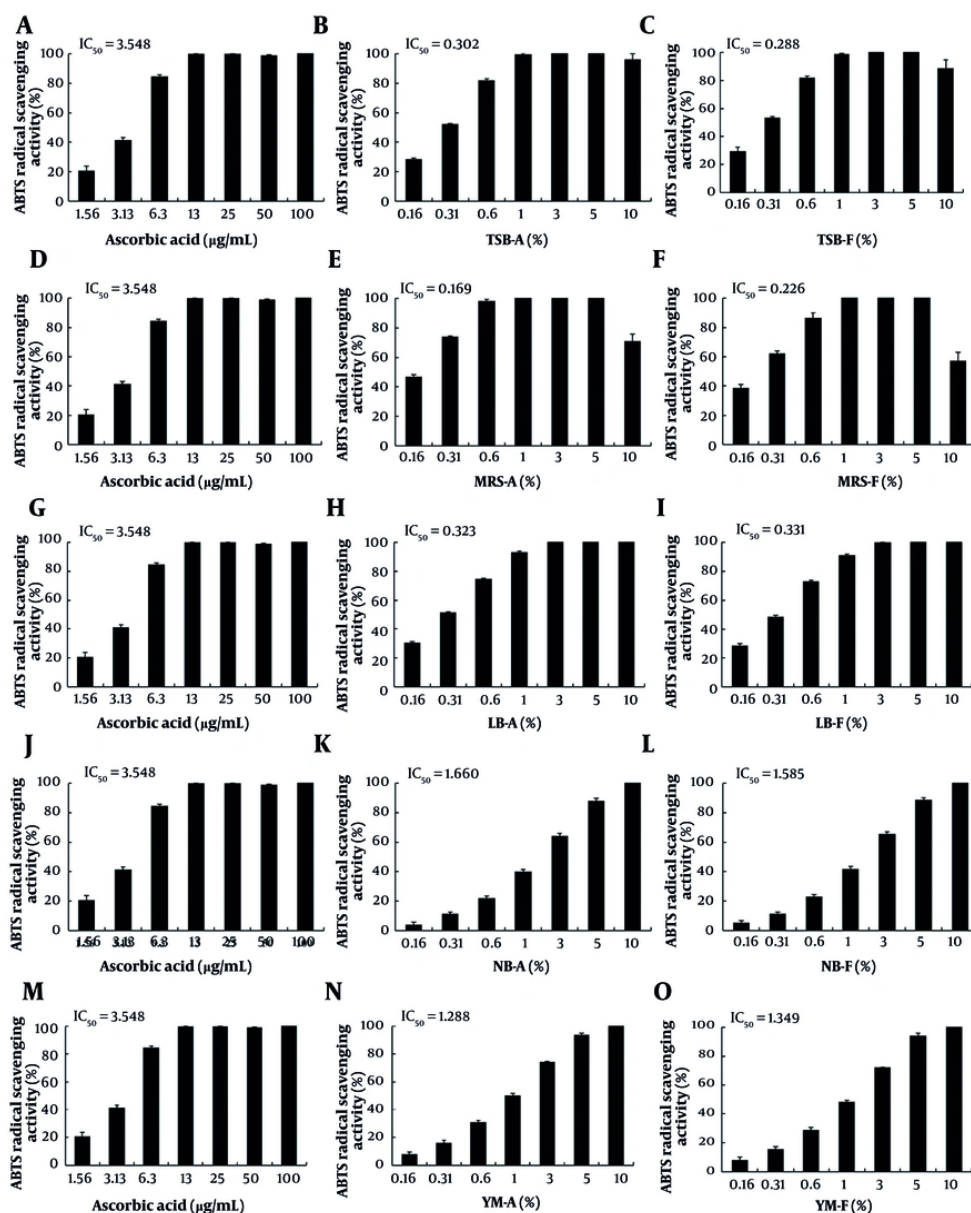 A
B
C
IC50 = 3.548
IC50 = 0.302
IC50 = 0.288
ABTS radical scavenging
activity (%)
100
80
60
40
20
0
1.56 3.13 6.3 13 25 50 100
Ascorbic acid (μg/mL)
ABTS radical scavenging
activity (%)
100
80
60
40
20
0
0.16 0.31 0.6 1 3 5 10
TSB-A (%)
ABTS radical scavenging
activity (%)
100
80
60
40
20
0
0.16 0.31 0.6 1 3 5 10
TSB-F (%)
D
E
F
IC50 = 3.548
IC50 = 0.169
IC50 = 0.226
ABTS radical scavenging
activity (%)
100
80
60
40
20
0
1.56 3.13 6.3 13 25 50 100
Ascorbic acid (μg/mL)
ABTS radical scavenging
activity (%)
100
80
60
40
20
0
0.16 0.31 0.6 1 3 5 10
MRS-A (%)
ABTS radical scavenging
activity (%)
100
80
60
40
20
0
0.16 0.31 0.6 1 3 5 10
MRS-F (%)
G
H
I
IC50 = 3.548
IC50 = 0.323
IC50 = 0.331
ABTS radical scavenging
activity (%)
100
80
60
40
20
0
1.56 3.13 6.3 13 25 50 100
Ascorbic acid (μg/mL)
ABTS radical scavenging
activity (%)
100
80
60
40
20
0
0.16 0.31 0.6 1 3 5 10
LB-A (%)
ABTS radical scavenging
activity (%)
100
80
60
40
20
0
0.16 0.31 0.6 1 3 5 10
LB-F (%)
J
K
L
IC50 = 3.548
IC50 = 1.660
IC50 = 1.585
ABTS radical scavenging
activity (%)
100
80
60
40
20
0
1.56 3.13 6.3 13 25 50 100
Ascorbic acid (μg/mL)
ABTS radical scavenging
activity (%)
100
80
60
40
20
0
0.16 0.31 0.6 1 3 5 10
NB-A (%)
ABTS radical scavenging
activity (%)
100
80
60
40
20
0
0.16 0.31 0.6 1 3 5 10
NB-F (%)
M
N
O
IC50 = 3.548
IC50 = 1.288
IC50 = 1.349
ABTS radical scavenging
activity (%)
100
80
60
40
20
0
1.56 3.13 6.3 13 25 50 100
Ascorbic acid (μg/mL)
ABTS radical scavenging
activity (%)
100
80
60
40
20
0
0.16 0.31 0.6 1 3 5 10
YM-A (%)
ABTS radical scavenging
activity (%)
100
80
60
40
20
0
0.16 0.31 0.6 1 3 5 10
YM-F (%)